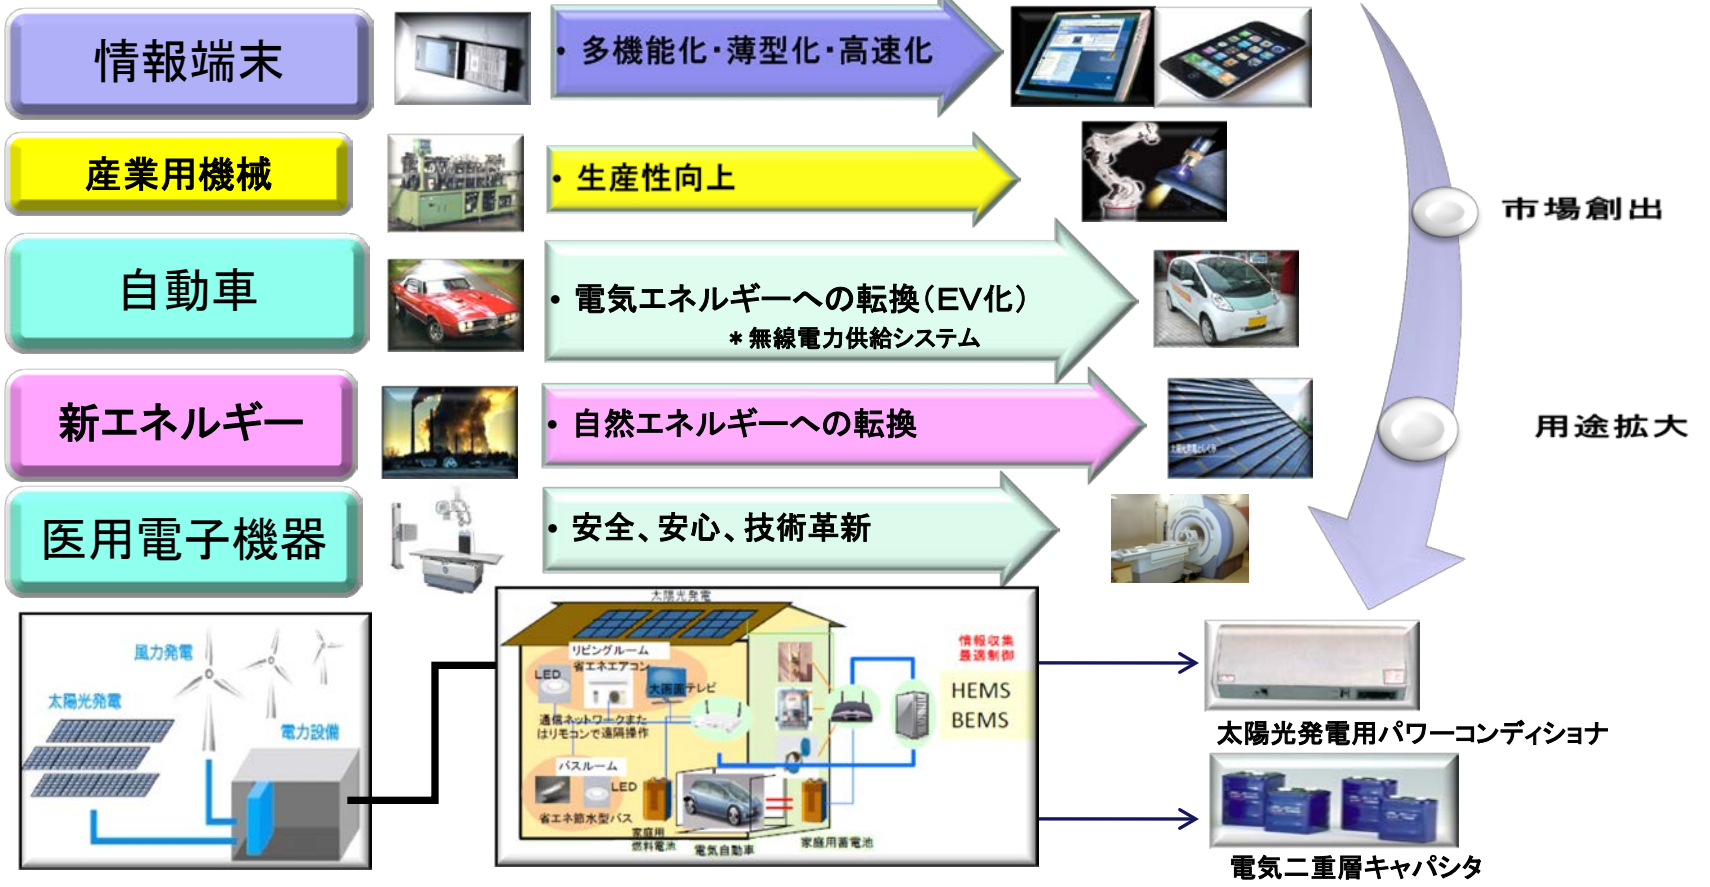 情報端末
・多機能化・薄型化・高速化
産業用機械
・生産性向上
市場創出
自動車
・電気エネルギーへの転換（EV化）
＊無線電力供給システム
新エネルギー
・自然エネルギーへの転換
用途拡大
医用電子機器
・安全、安心、技術革新
風力発電
太陽光発電
電力設備
太陽光発電
リビングルーム
省エネエアコン
LED
大画面テレビ
通信ネットワークまた
はリモコンで遠隔操作
バスルーム
LED
省エネ節水型バス
家庭用
燃料電池
電気自動車
家庭用蓄電池
情報収集
最適制御
HEMS
BEMS
太陽光発電用パワーコンディショナ
電気二重層キャパシタ